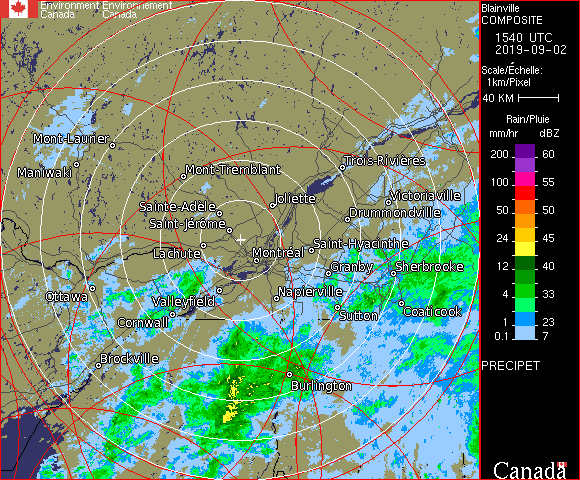 Environment Environnement
Canada Canada
Blainville
COMPOSITE
1540 UTC
2019-09-02
Scale/Échelle:
1km/Pixel
40 KM
Rain/Pluie
mm/hr dBZ
200 60
100 55
50 50
24 45
12 40
4 33
1 23
0.1 7
PRECIPET
Canada
Mont-Laurier
Maniwaki
Mont-Tremblant
Trois-Rivières
Joliette
Victoriaville
Sainte-Adele
Drummondville
Saint-Jérôme
Lachute
Montréal
Saint-Hyacinthe
Granby
Sherbrooke
Ottawa
Valleyfield
Napierville
Cornwall
Sutton
Coaticook
Brockville
Burlington